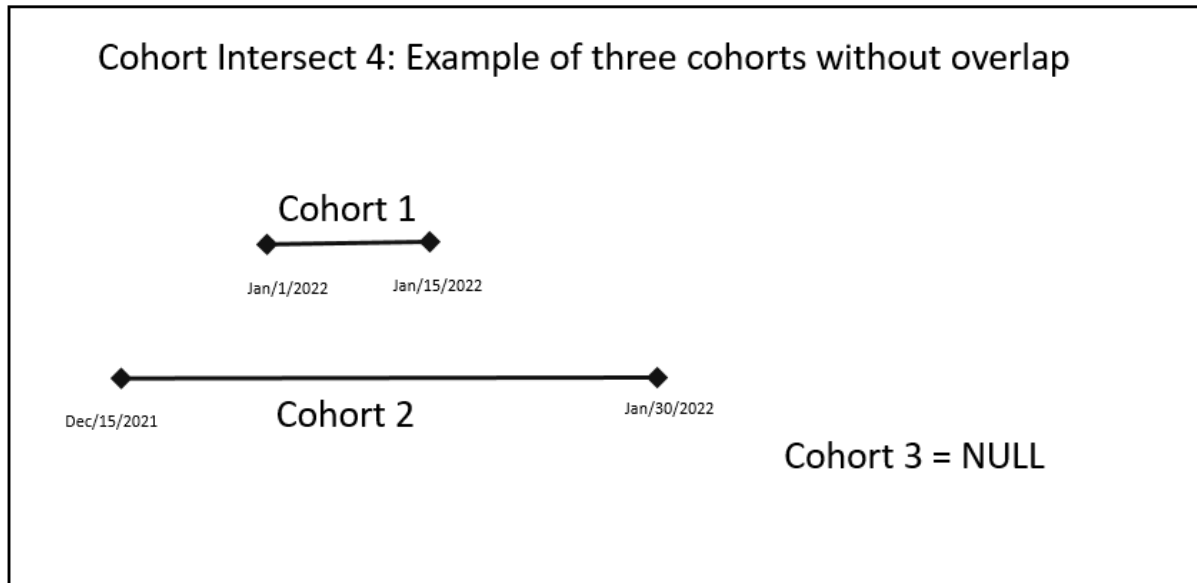 Cohort Intersect 4: Example of three cohorts without overlap
Cohort 1
Jan/1/2022
Jan/15/2022
Dec/15/2021
Cohort 2
Jan/30/2022
Cohort 3 = NULL